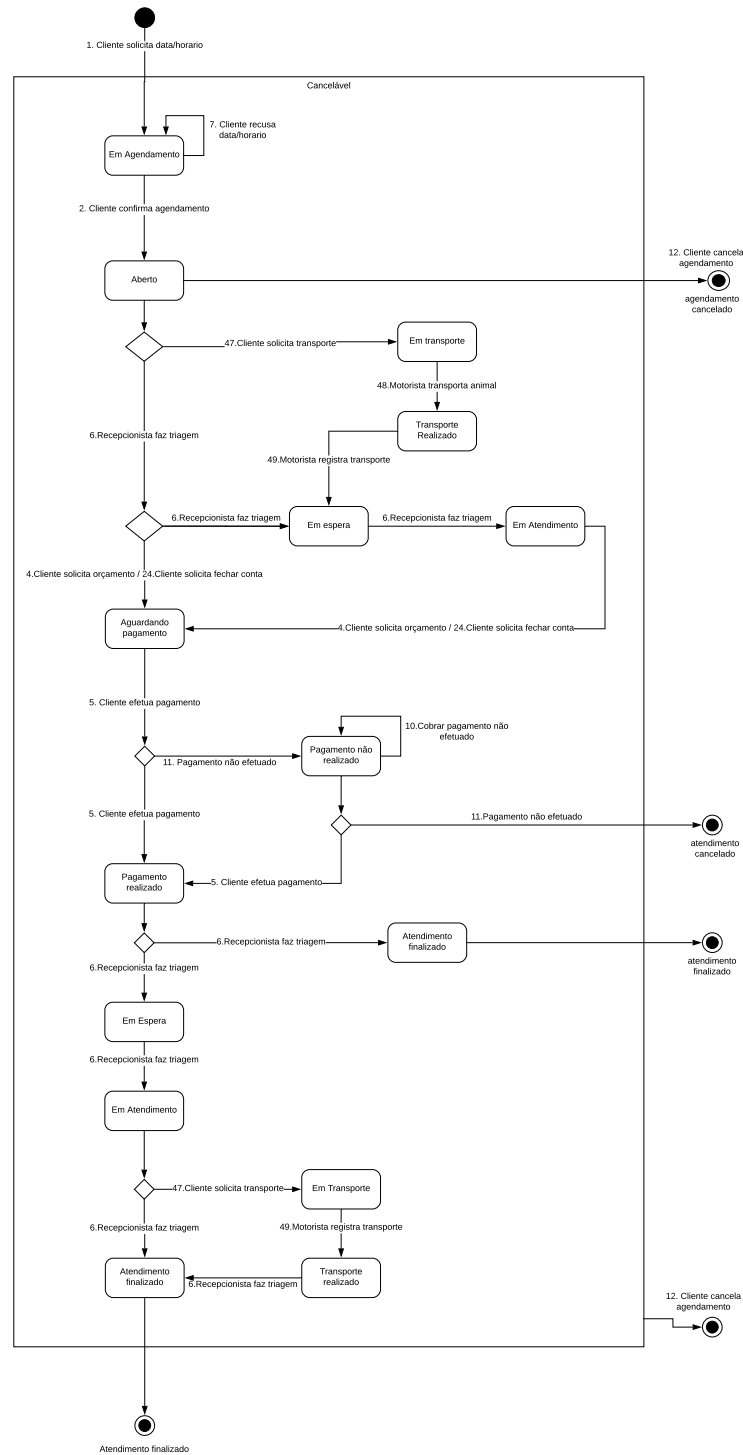 1. Cliente solicita data/horario
Cancelável
7. Cliente recusa
data/horario
Em Agendamento
2. Cliente confirma agendamento
12. Cliente cancela
agendamento
Aberto
agendamento
cancelado
47.Cliente solicita transporte
Em transporte
48.Motorista transporta animal
Transporte
Realizado
6.Recepcionista faz triagem
49.Motorista registra transporte
6.Recepcionista faz triagem
Em espera
6.Recepcionista faz triagem
Em Atendimento
4.Cliente solicita orçamento / 24.Cliente solicita fechar conta
Aguardando
pagamento
4.Cliente solicita orçamento / 24.Cliente solicita fechar conta
5. Cliente efetua pagamento
10.Cobrar pagamento não
efetuado
Pagamento não
realizado
11. Pagamento não efetuado
5. Cliente efetua pagamento
11.Pagamento não efetuado
atendimento
cancelado
Pagamento
realizado
5. Cliente efetua pagamento
6.Recepcionista faz triagem
Atendimento
finalizado
atendimento
finalizado
6.Recepcionista faz triagem
Em Espera
6.Recepcionista faz triagem
Em Atendimento
47.Cliente solicita transporte
Em Transporte
6.Recepcionista faz triagem
49.Motorista registra transporte
Atendimento
finalizado
6.Recepcionista faz triagem
Transporte
realizado
12. Cliente cancela
agendamento
Atendimento finalizado